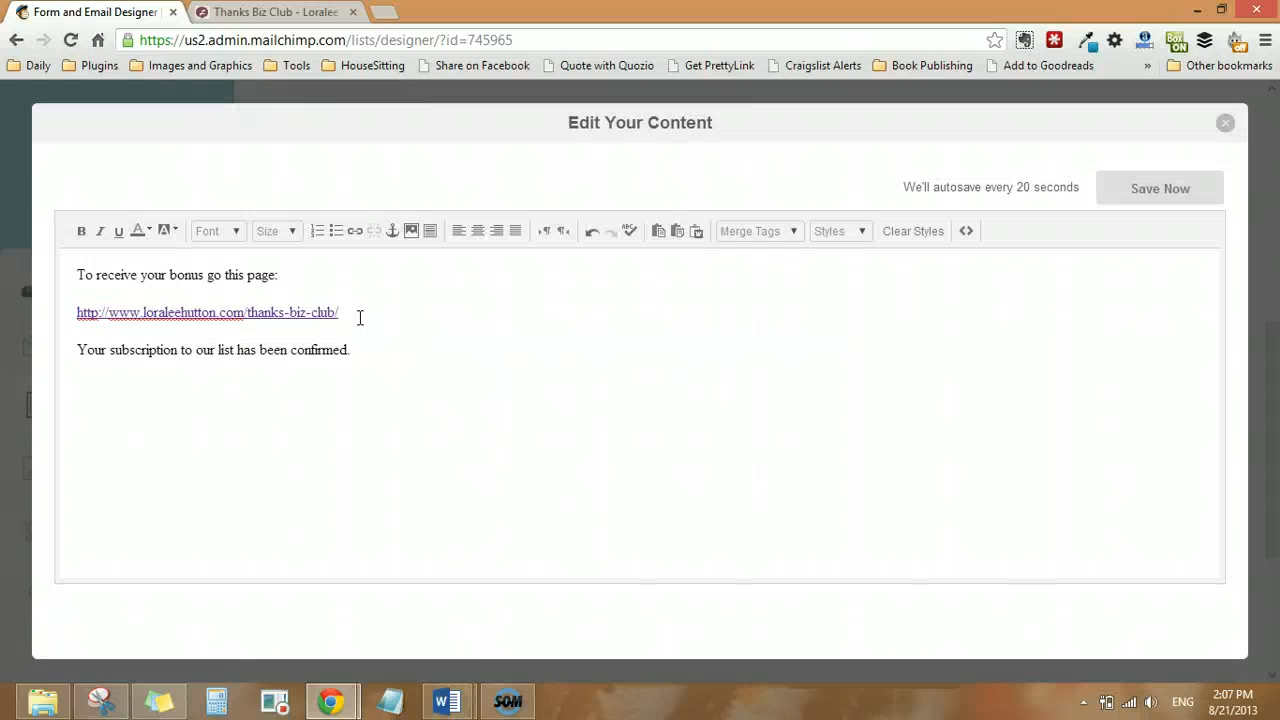 Form and Email Designer
Thanks Biz Club - Loralee
https://us2.admin.mailchimp.com/lists/designer/?id=745965
Daily Plugins Images and Graphics Tools HouseSitting Share on Facebook Quote with Quozio Get PrettyLink Craigslist Alerts Book Publishing Add to Goodreads » Other bookmarks
Edit Your Content
We'll autosave every 20 seconds
Save Now
B I U A A Font Size Merge Tags Styles Clear Styles
To receive your bonus go this page:
http://www.loraleehutton.com/thanks-biz-club/
Your subscription to our list has been confirmed.
SOM ENG 2:07 PM
8/21/2013